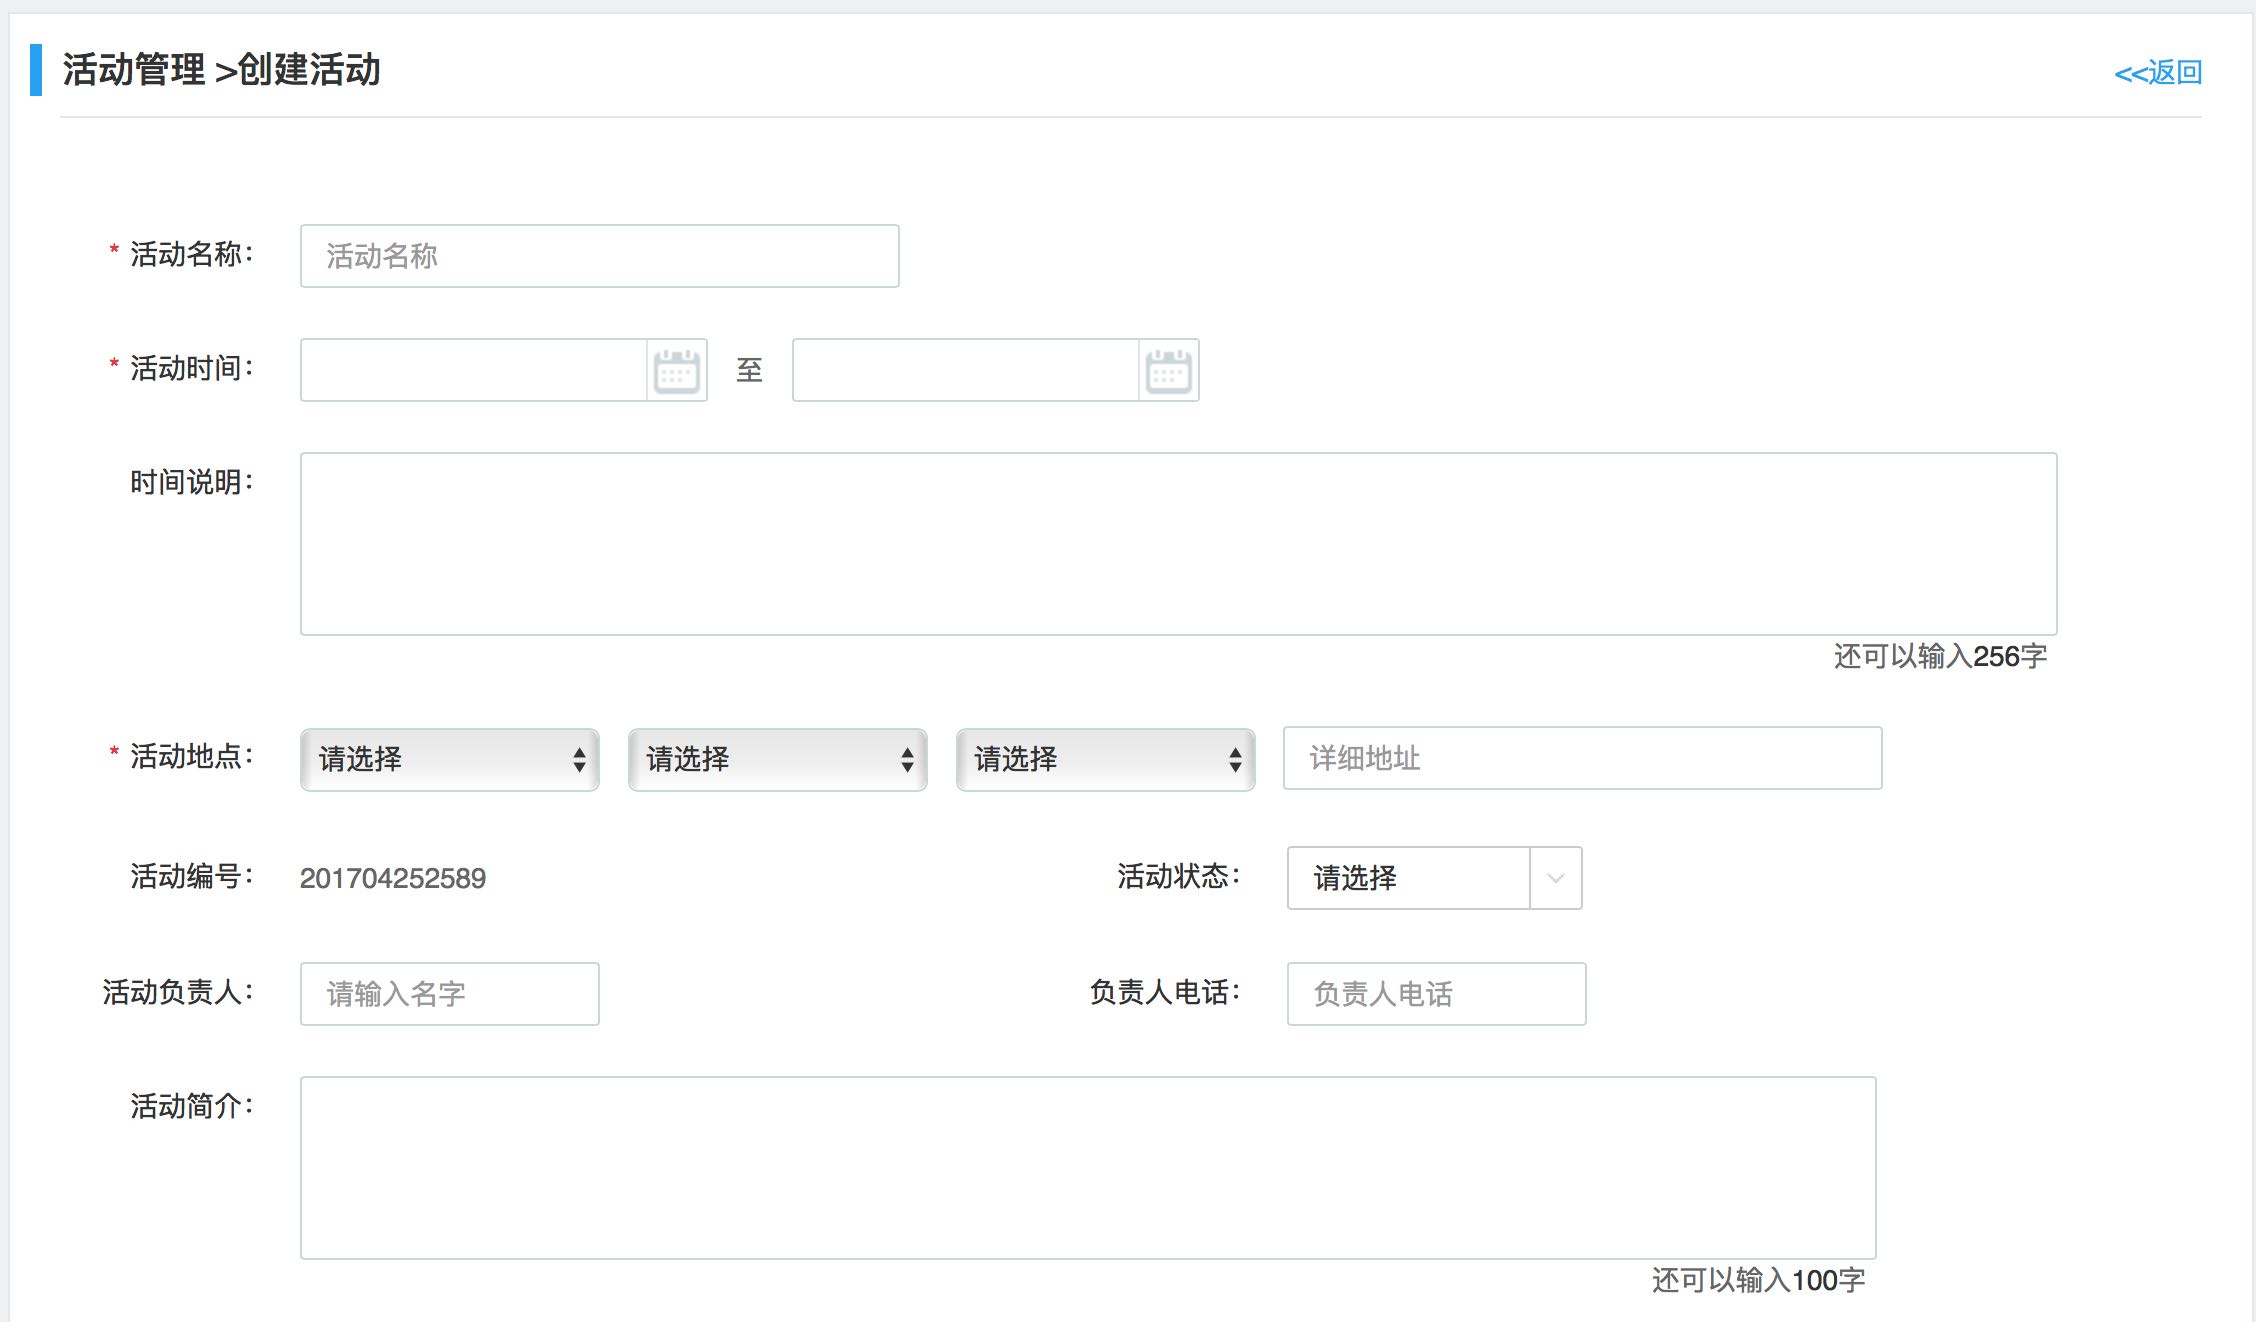 活动管理 >创建活动
<<返回
* 活动名称：
活动名称
* 活动时间：
至
时间说明：
还可以输入256字
* 活动地点：
请选择
请选择
请选择
详细地址
活动编号：
201704252589
活动状态：
请选择
活动负责人：
请输入名字
负责人电话：
负责人电话
活动简介：
还可以输入100字